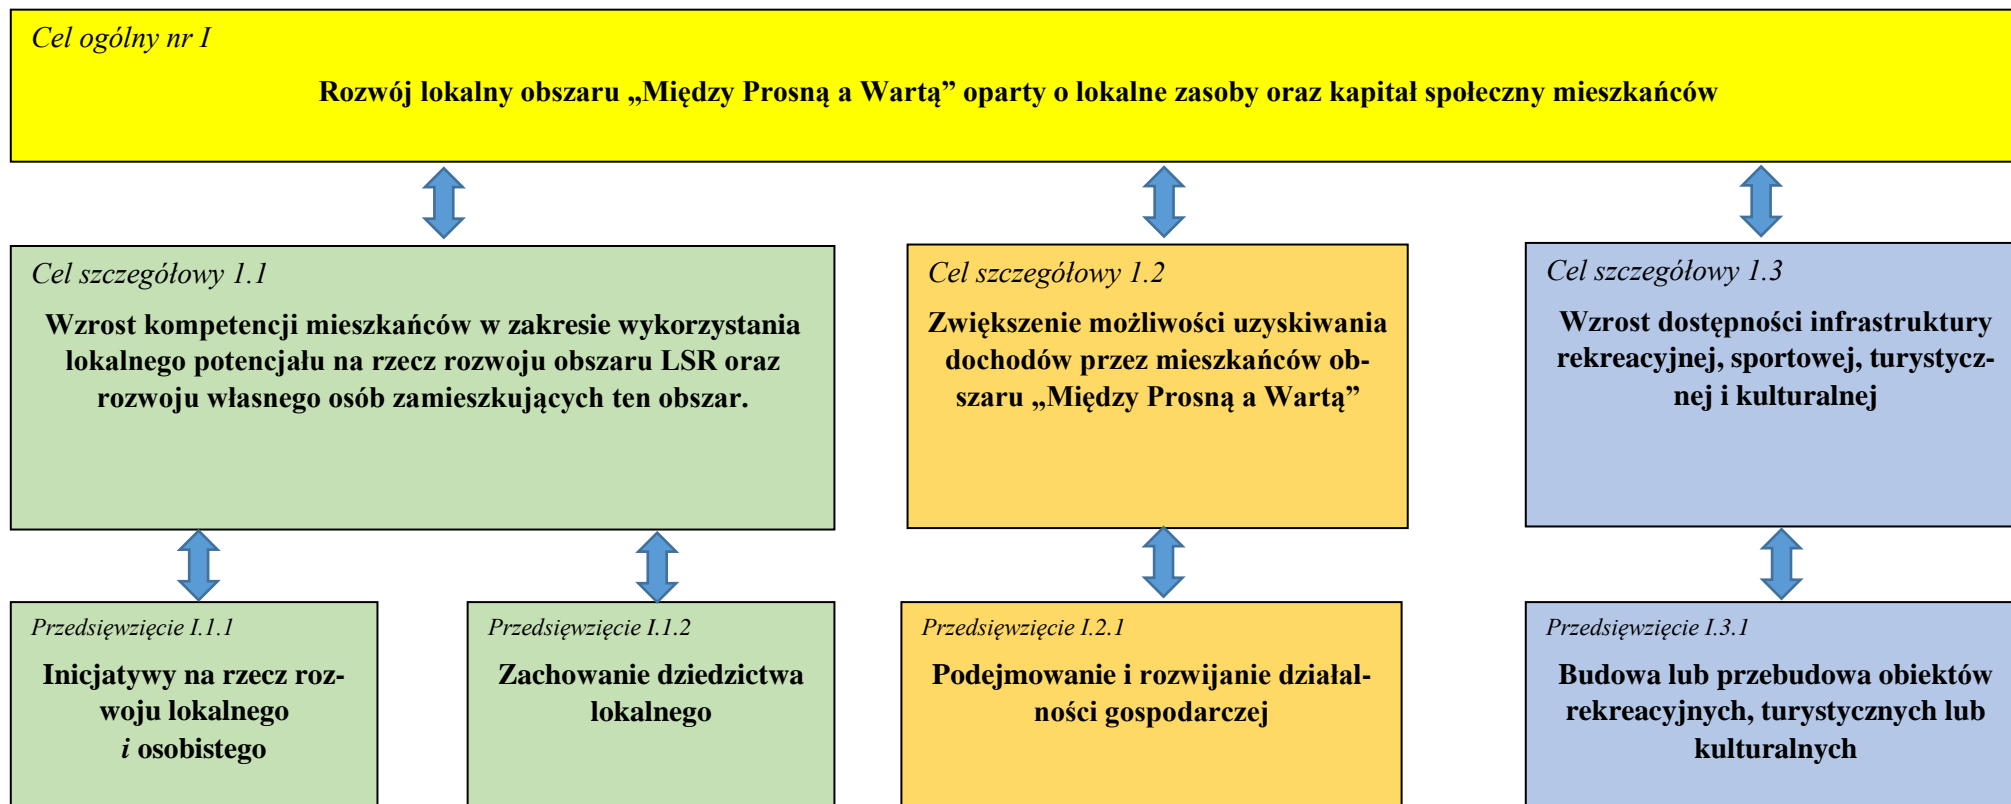 Cel ogólny nr I
Rozwój lokalny obszaru „Między Prosną a Wartą” oparty o lokalne zasoby oraz kapitał społeczny mieszkańców
Cel szczegółowy 1.1
Wzrost kompetencji mieszkańców w zakresie wykorzystania
lokalnego potencjału na rzecz rozwoju obszaru LSR oraz
rozwoju własnego osób zamieszkujących ten obszar.
Cel szczegółowy 1.2
Zwiększenie możliwości uzyskiwania
dochodów przez mieszkańców ob-
szaru „Między Prosną a Wartą”
Cel szczegółowy 1.3
Wzrost dostępności infrastruktury
rekreacyjnej, sportowej, turystycz-
nej i kulturalnej
Przedsięwzięcie I.1.1
Inicjatywy na rzecz roz-
woju lokalnego
i osobistego
Przedsięwzięcie I.1.2
Zachowanie dziedzictwa
lokalnego
Przedsięwzięcie I.2.1
Podejmowanie i rozwijanie działal-
ności gospodarczej
Przedsięwzięcie I.3.1
Budowa lub przebudowa obiektów
rekreacyjnych, turystycznych lub
kulturalnych